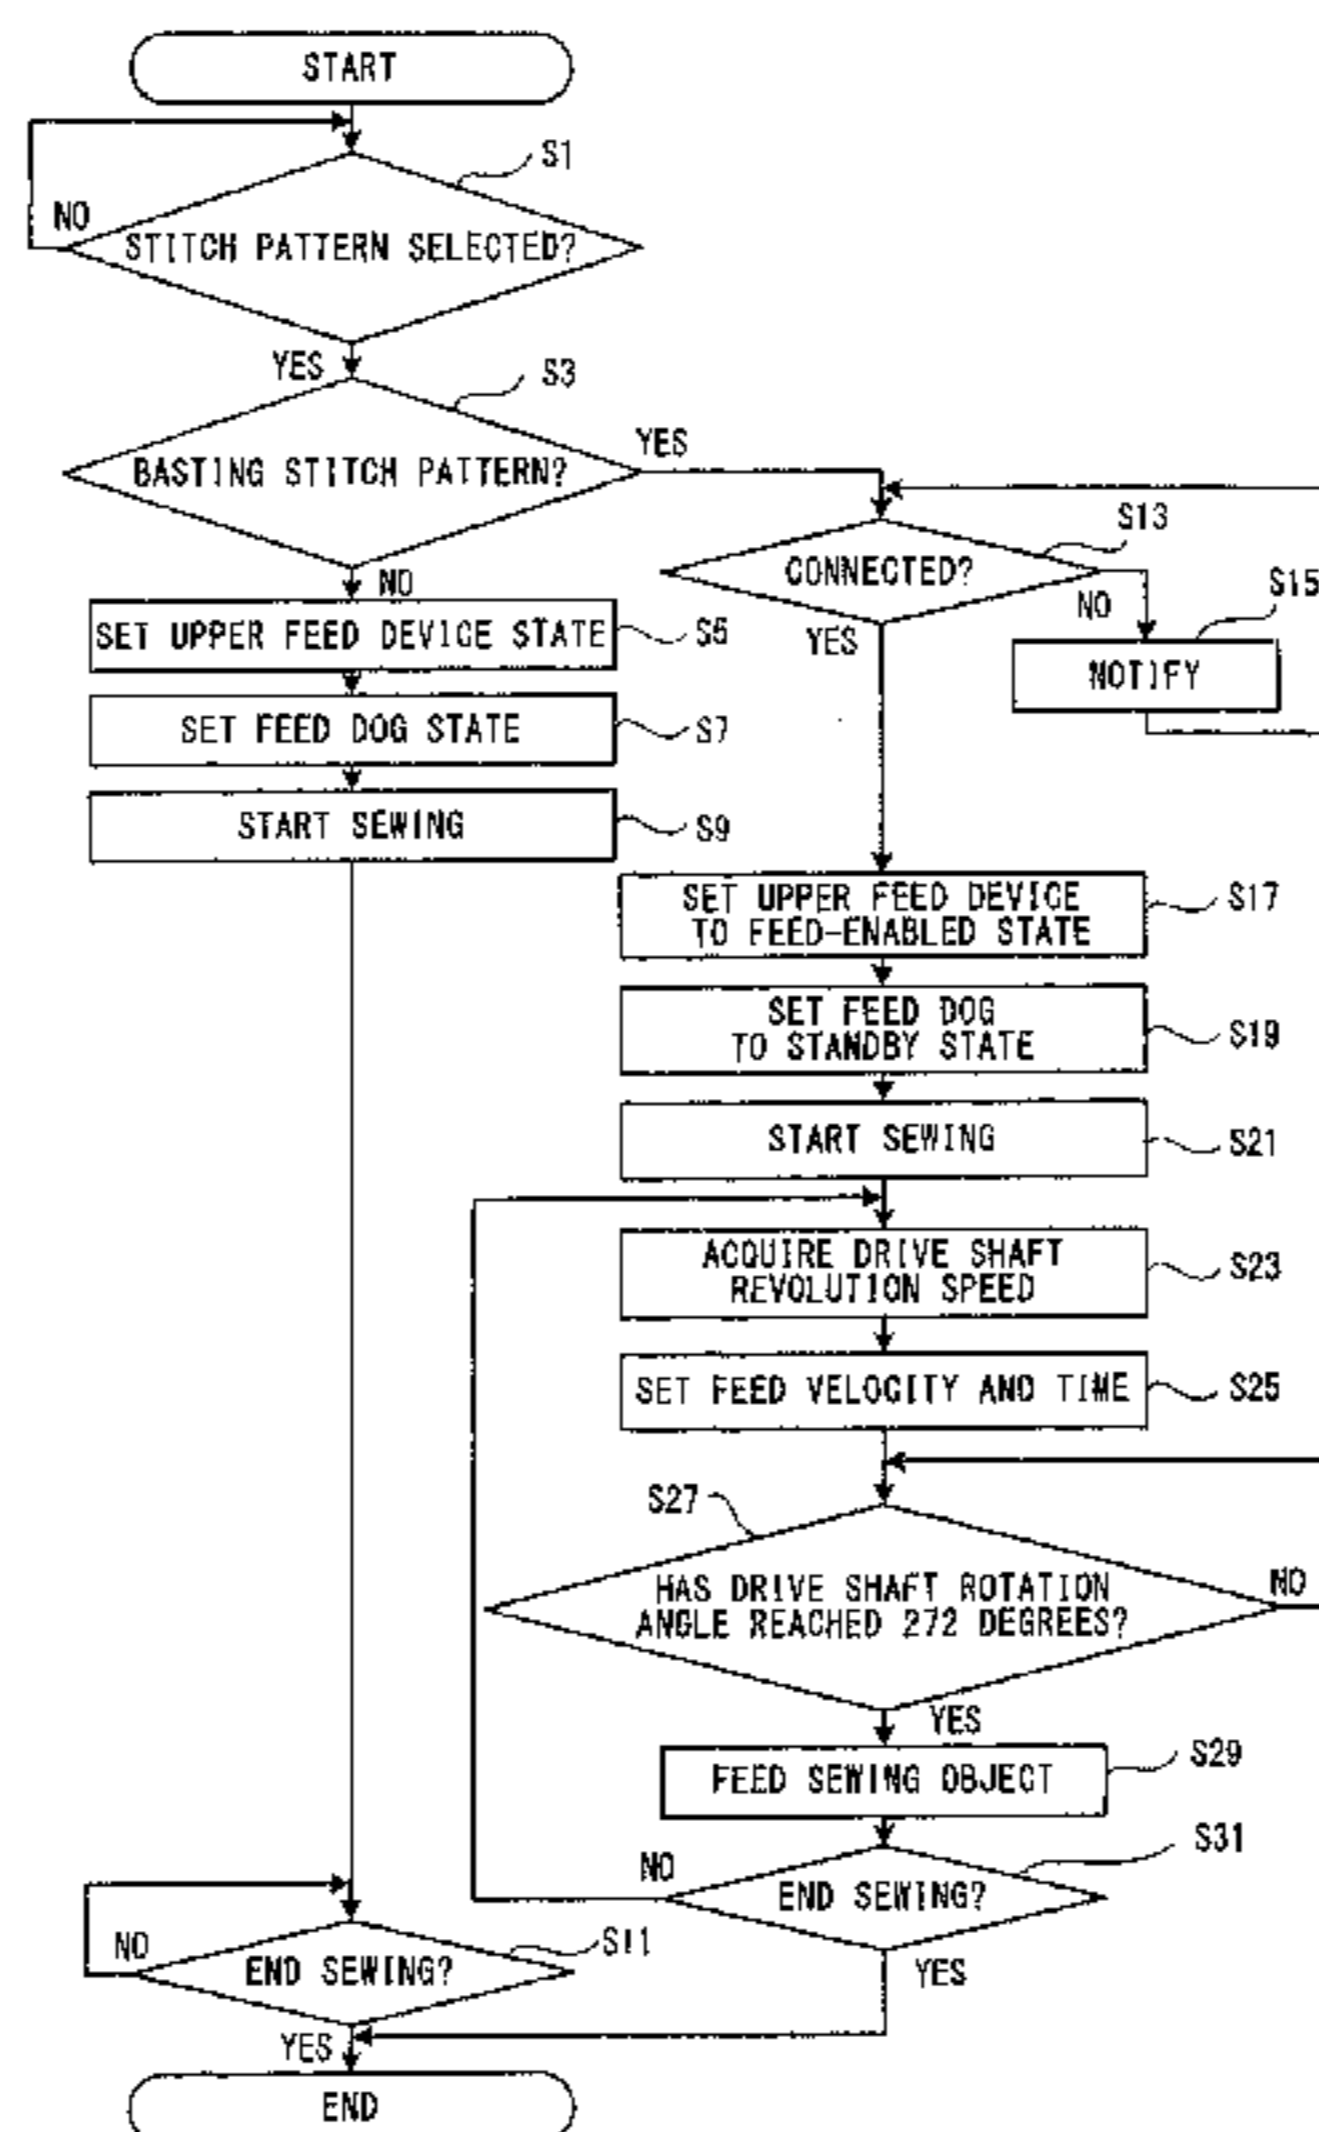 START
S1
NO
STITCH PATTERN SELECTED?
YES
S3
BASTING STITCH PATTERN?
YES
NO
SET UPPER FEED DEVICE STATE
S5
SET FEED DOG STATE
S7
START SEWING
S9
S13
CONNECTED?
NO
YES
S15
NOTIFY
SET UPPER FEED DEVICE
TO FEED-ENABLED STATE
S17
SET FEED DOG
TO STANDBY STATE
S19
START SEWING
S21
ACQUIRE DRIVE SHAFT
REVOLUTION SPEED
S23
SET FEED VELOCITY AND TIME
S25
S27
HAS DRIVE SHAFT ROTATION
ANGLE REACHED 272 DEGREES?
NO
YES
FEED SEWING OBJECT
S29
S31
NO
END SEWING?
YES
NO
END SEWING?
S11
YES
END